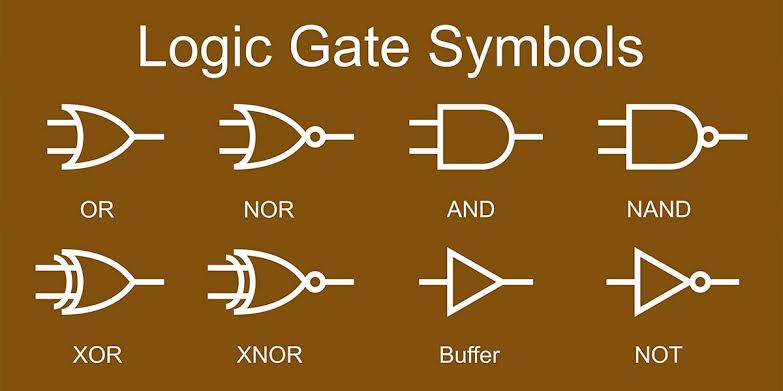 Logic Gate Symbols
OR NOR AND NAND
XOR XNOR Buffer NOT